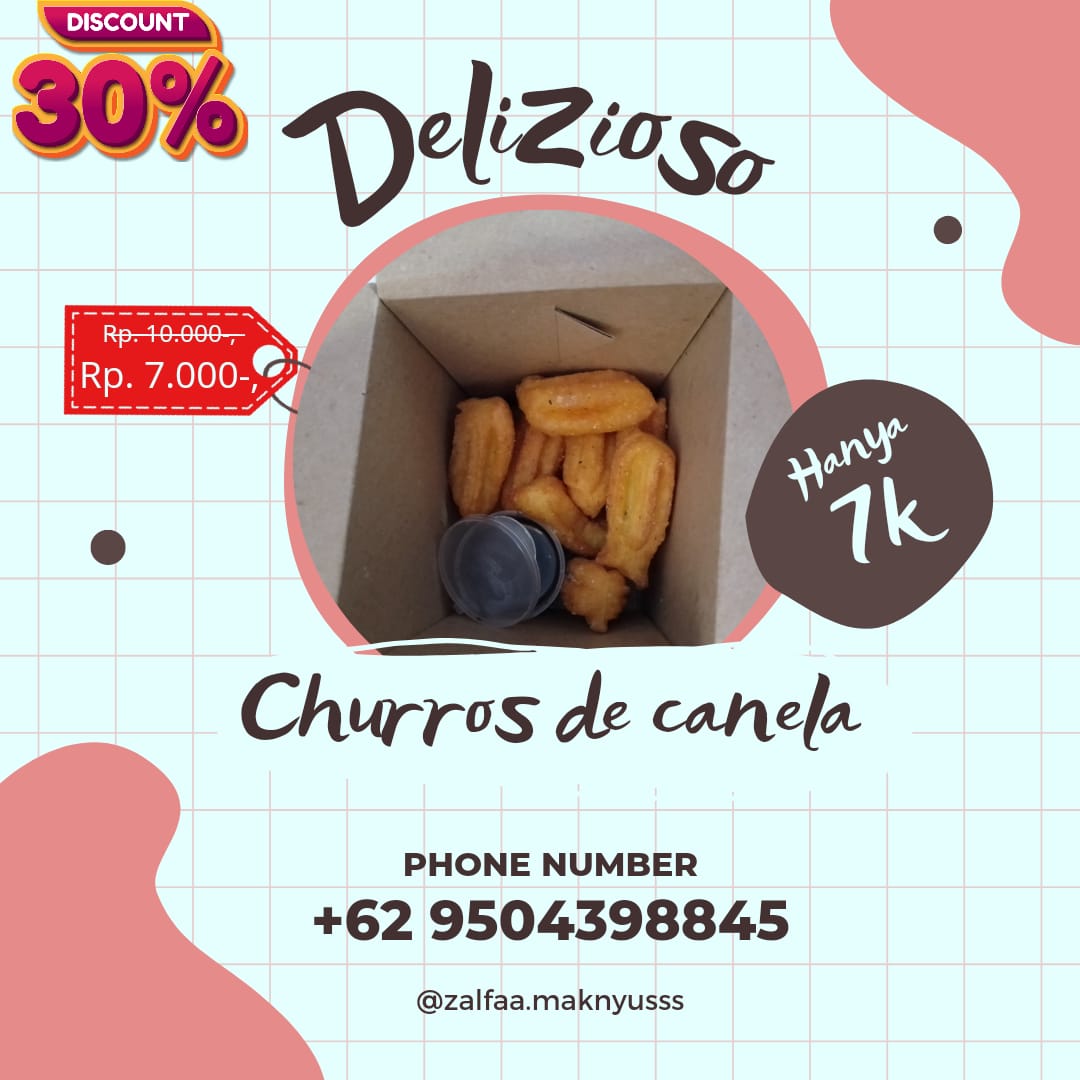 DISCOUNT
30%
DeliZioso
Rp. 10.000-,
Rp. 7.000-,
Hanya
7k
Churros de canela
PHONE NUMBER
+62 9504398845
@zalfaa.maknyusss